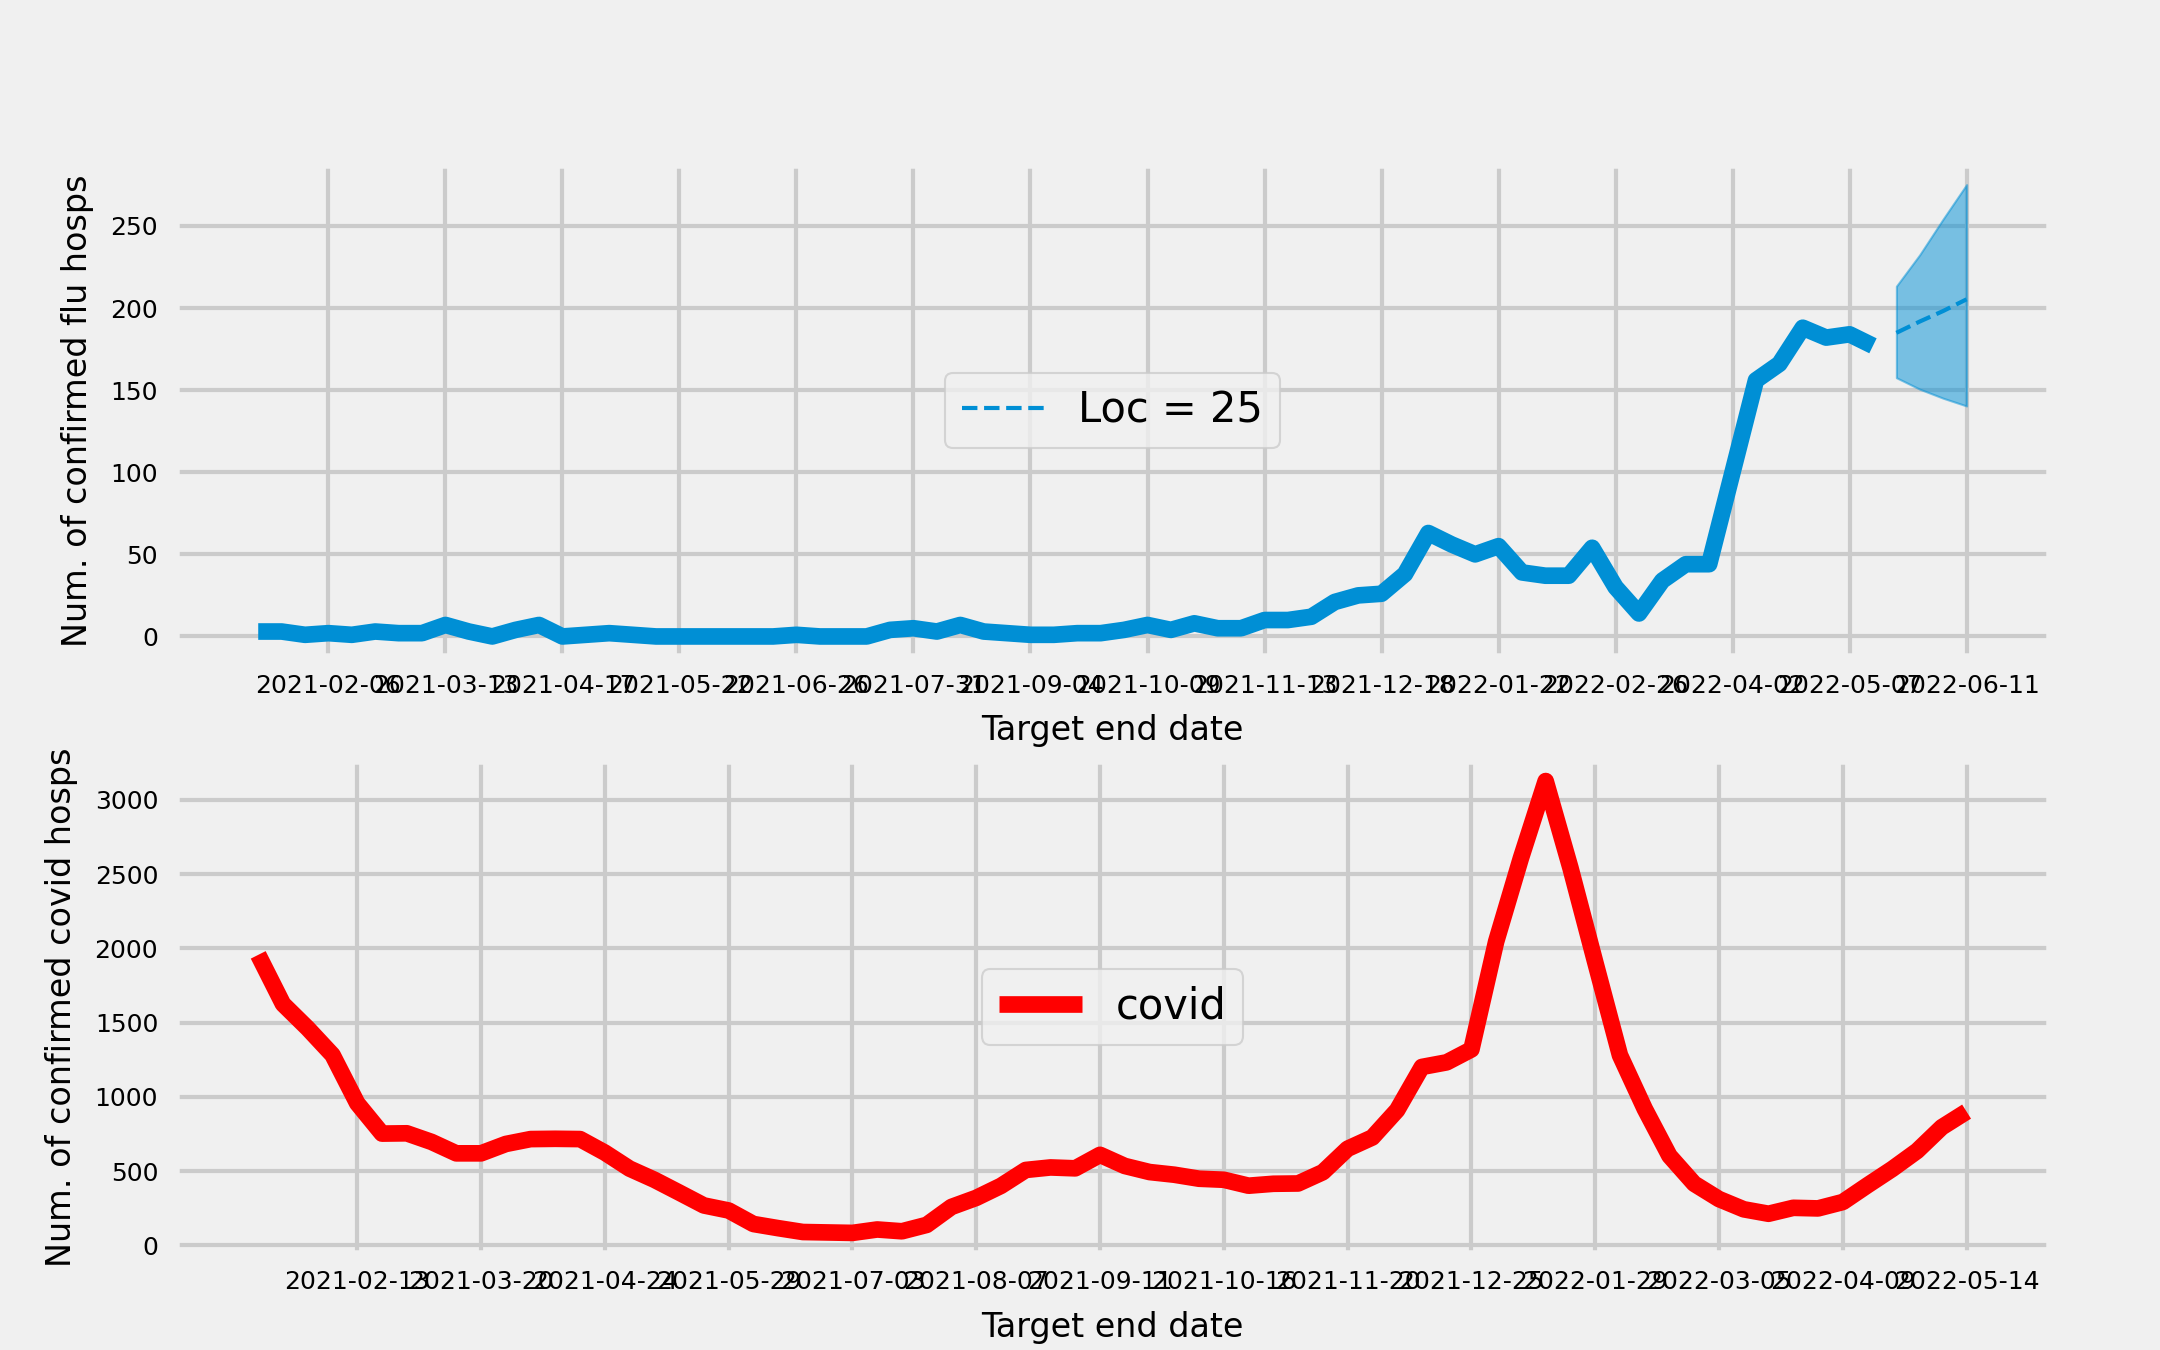 Num. of confirmed flu hosps
250
200
150
100
50
0
Loc = 25
2021-02-06 2021-03-13 2021-04-17 2021-05-22 2021-06-26 2021-07-31 2021-09-04 2021-10-09 2021-11-13 2021-12-18 2022-01-22 2022-02-26 2022-04-02 2022-05-07 2022-06-11
Target end date
Num. of confirmed covid hosps
3000
2500
2000
1500
1000
500
0
covid
2021-02-13 2021-03-20 2021-04-24 2021-05-29 2021-07-03 2021-08-07 2021-09-11 2021-10-16 2021-11-20 2021-12-25 2022-01-29 2022-03-05 2022-04-09 2022-05-14
Target end date